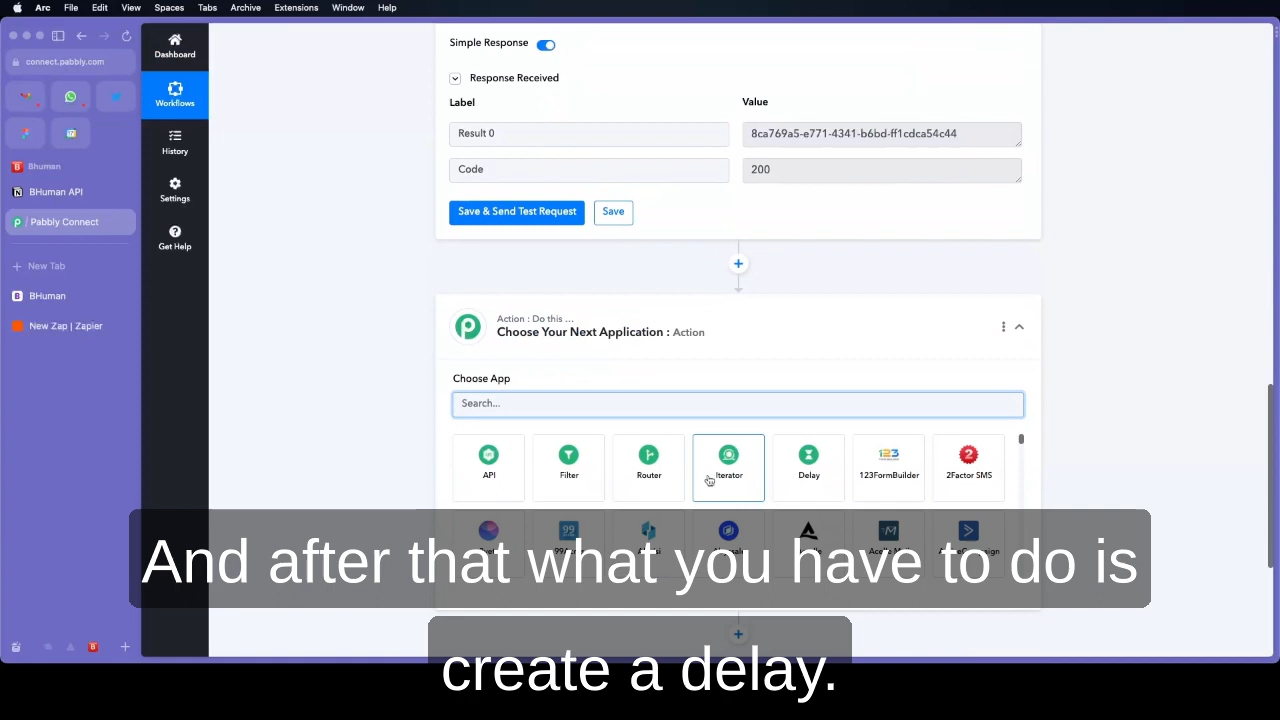 Arc File Edit View Spaces Tabs Archive Extensions Window Help
connect.pabbly.com
Bhuman
BHuman API
/ Pabbly Connect
New Tab
BHuman
New Zap | Zapier
Dashboard
Workflows
History
Settings
Get Help
Simple Response
Response Received
Label Value
Result 0 8ca769a5-e771-4341-b6bd-ff1cdca54c44
Code 200
Save & Send Test Request Save
Action : Do this ...
Choose Your Next Application : Action
Choose App
Search...
API Filter Router Iterator Delay 123FormBuilder 2Factor SMS
And after that what you have to do is
create a delay.